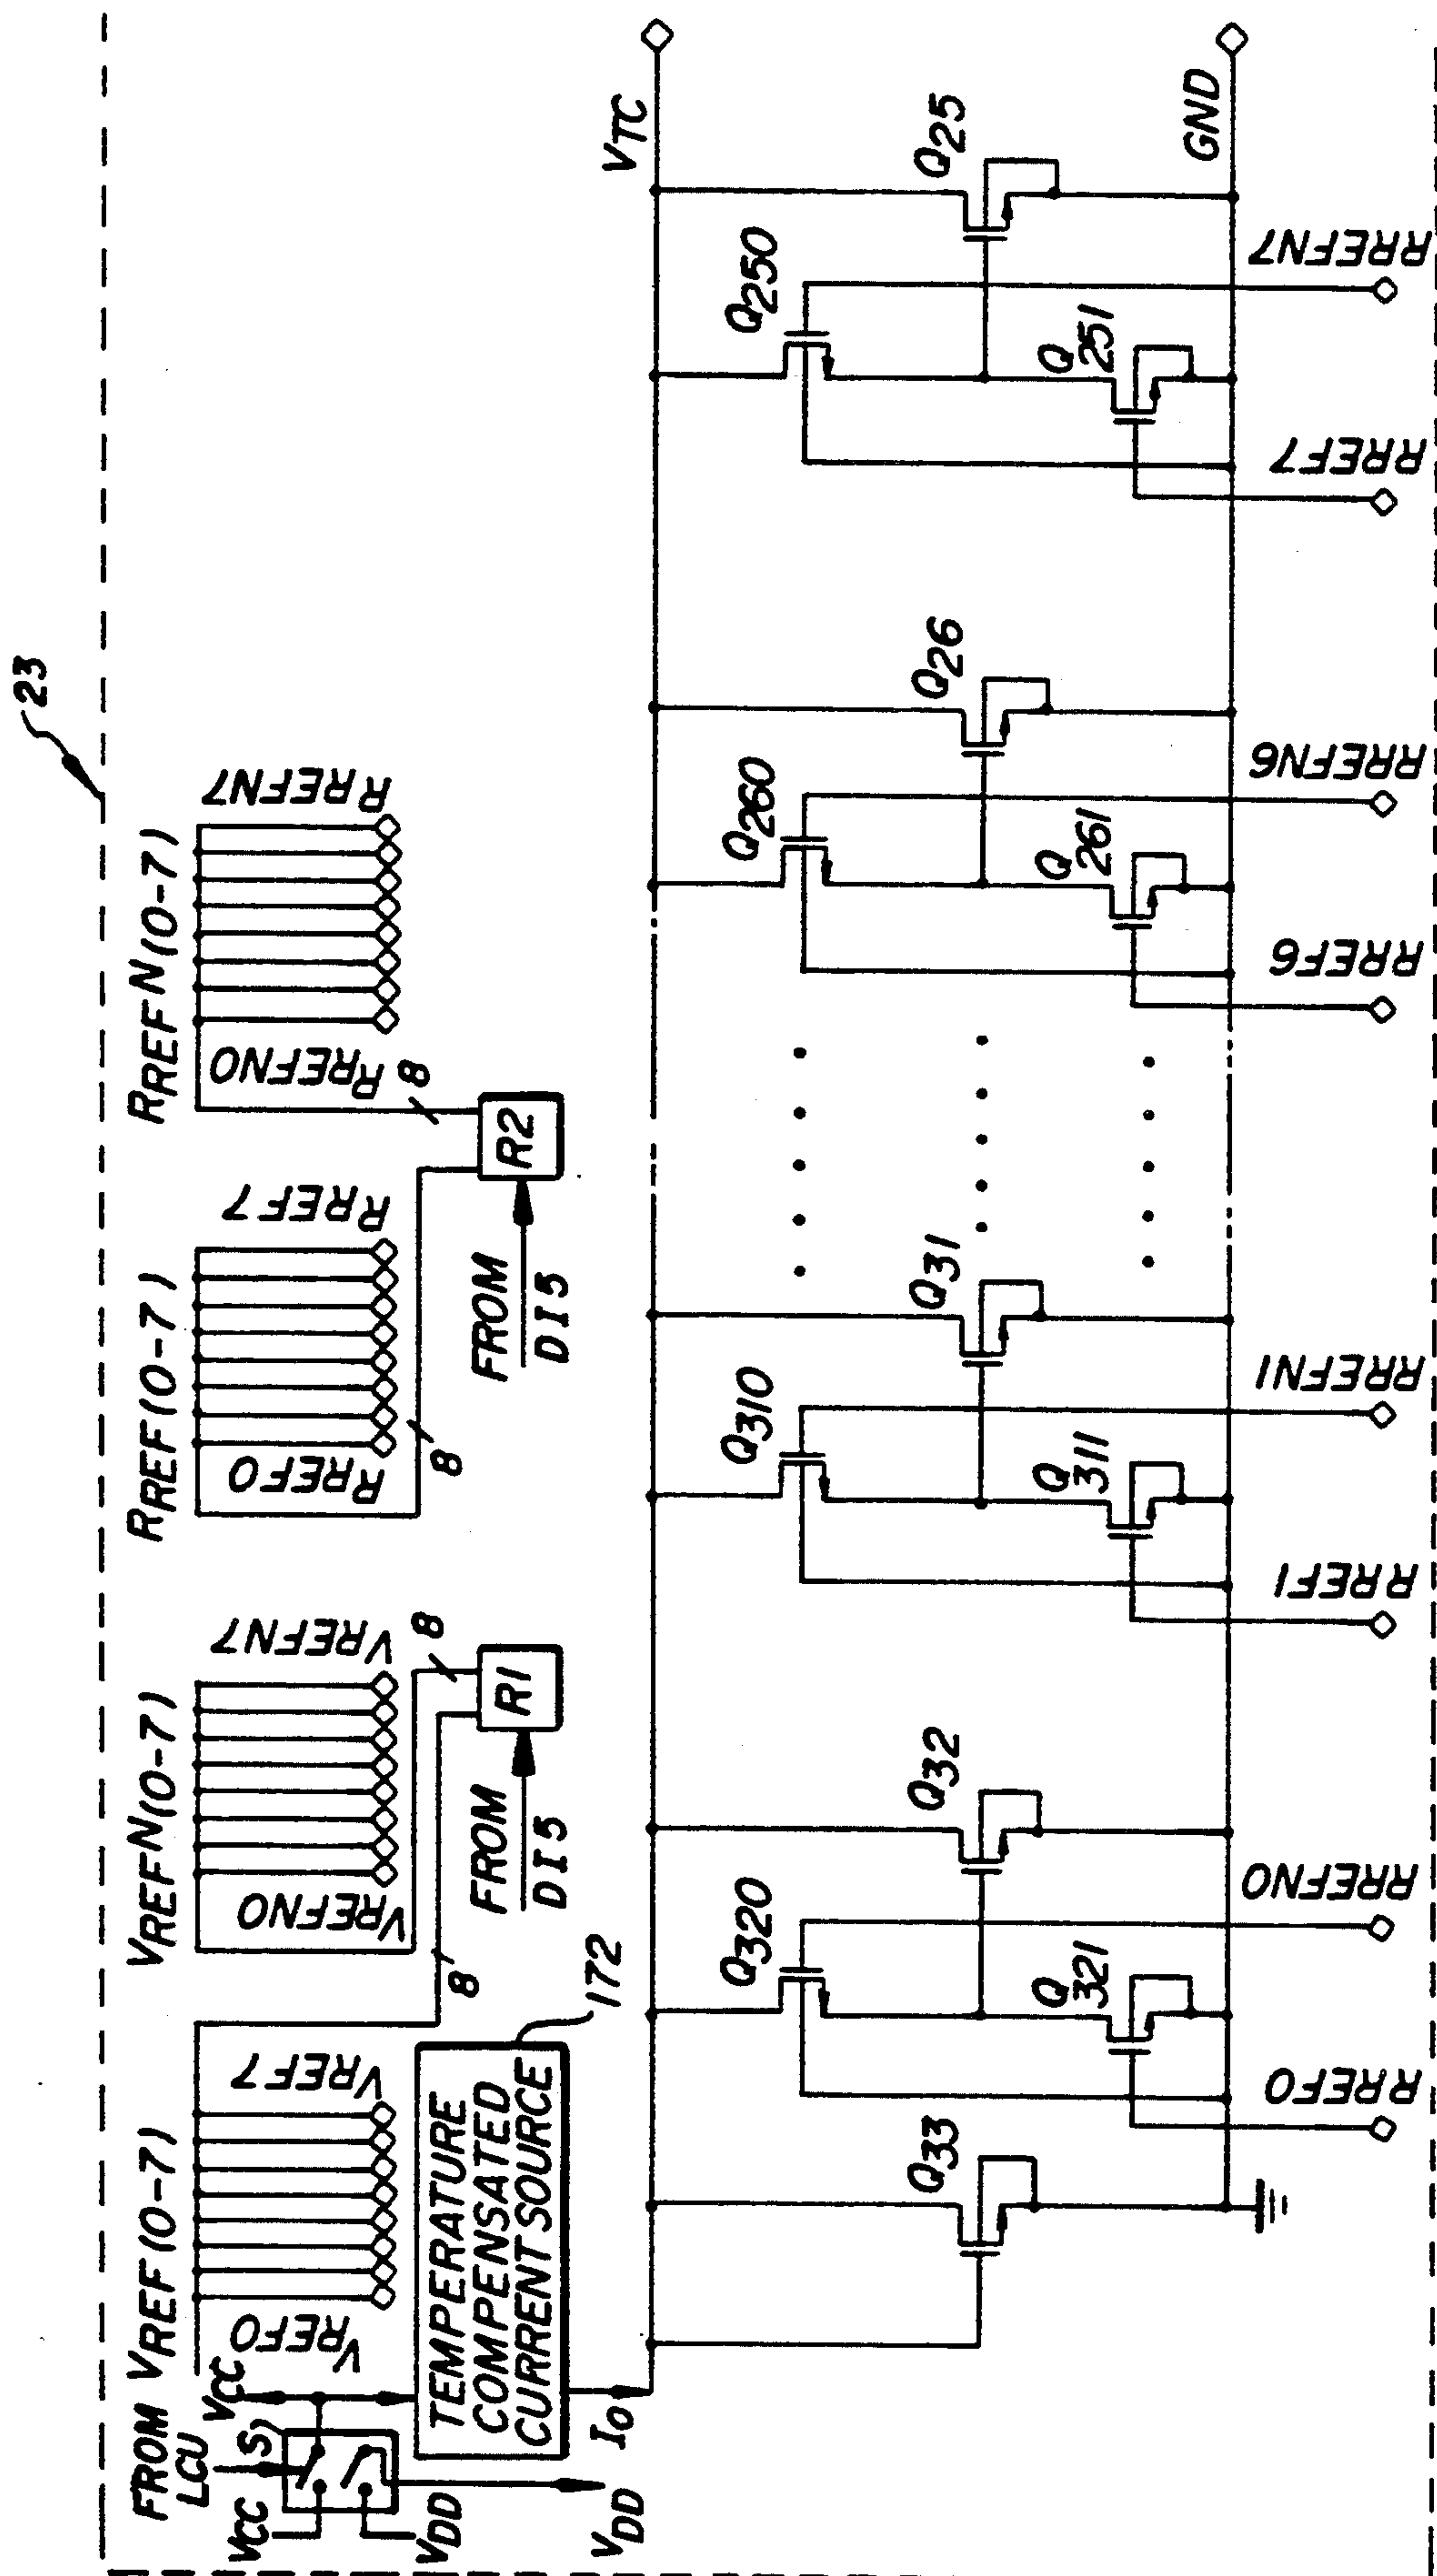 23
FROM
LCU
VREF(0-7)
VREFN(0-7)
RREF(0-7)
RREFN(0-7)
VCC
S1
VCC
VDD
VDD
VREF0
VREF7
VREFN0
VREFN7
RREF0
RREF7
RREFN0
RREFN7
8
8
8
8
R1
R2
FROM
DI5
FROM
DI5
TEMPERATURE
COMPENSATED
CURRENT SOURCE
172
I0
VTC
Q320
Q310
Q260
Q250
Q33
Q32
Q31
Q26
Q25
Q321
Q311
Q261
Q251
GND
RREF0
RREFN0
RREF1
RREFN1
RREF6
RREFN6
RREF7
RREFN7